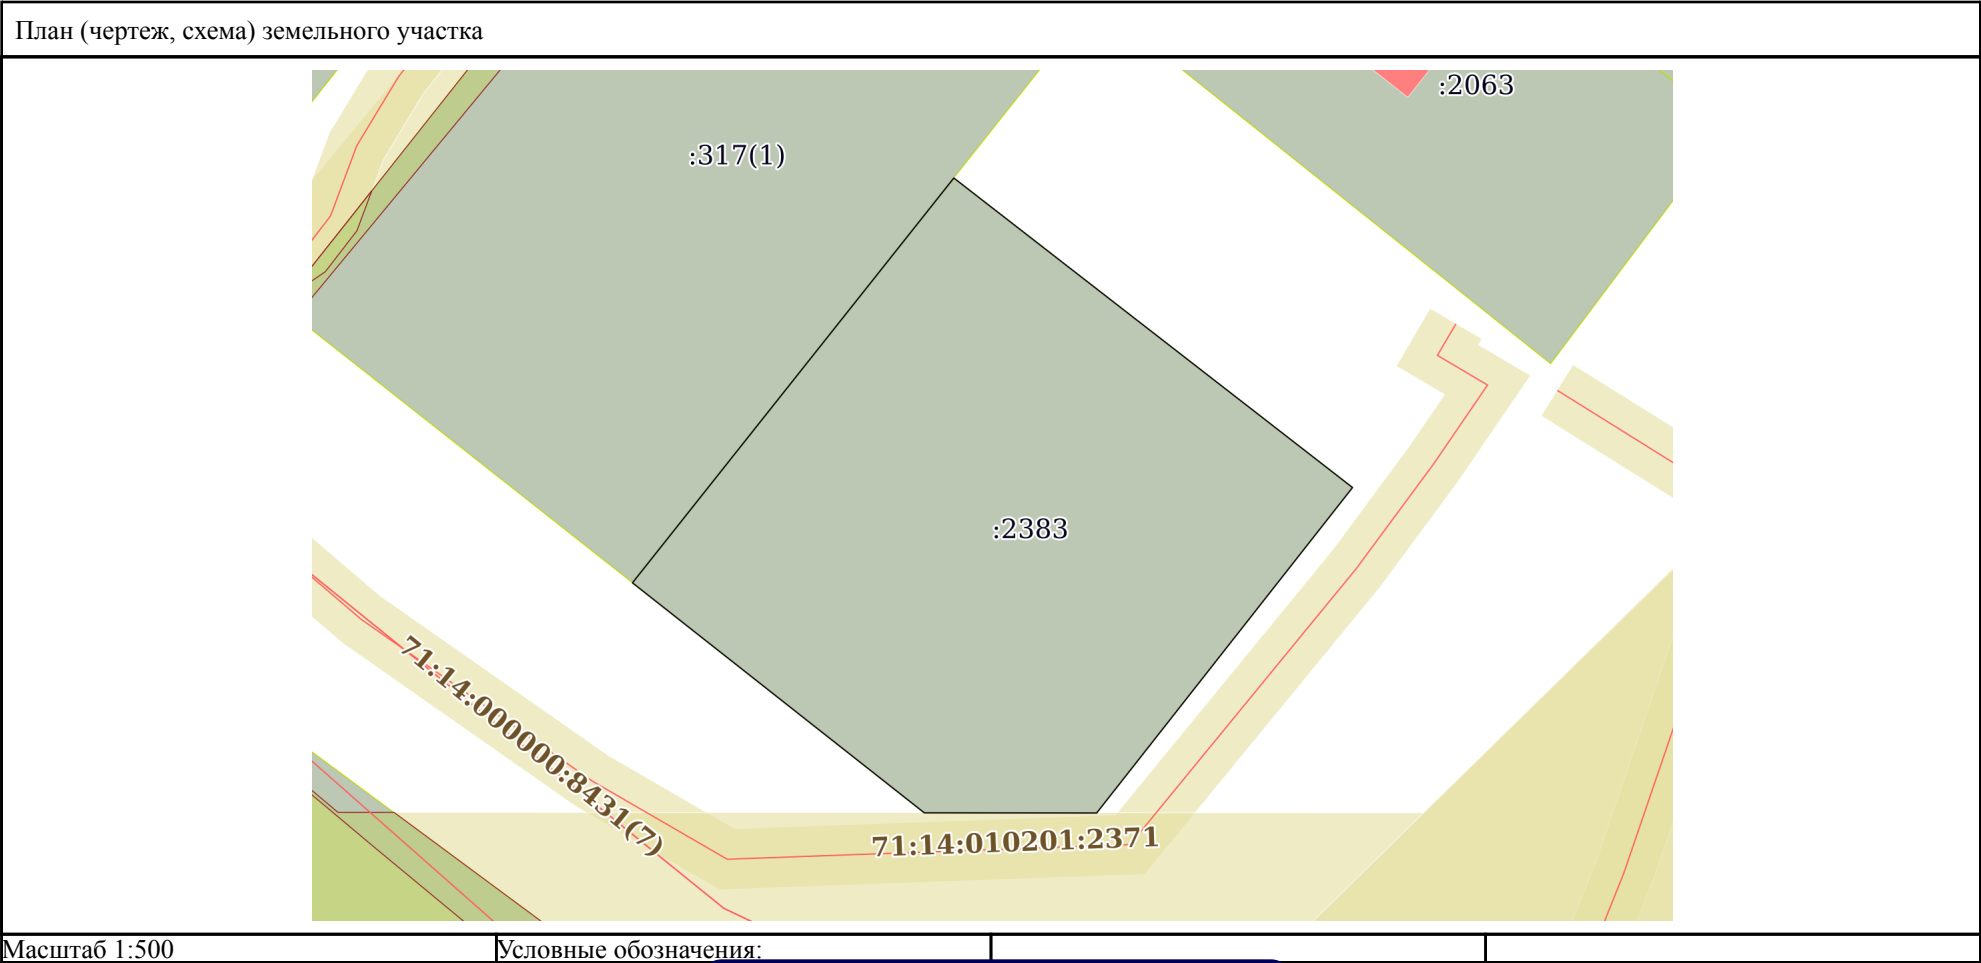 План (чертеж, схема) земельного участка
:2063
:317(1)
:2383
71:14:000000:8431(7)
71:14:010201:2371
Масштаб 1:500
Условные обозначения: